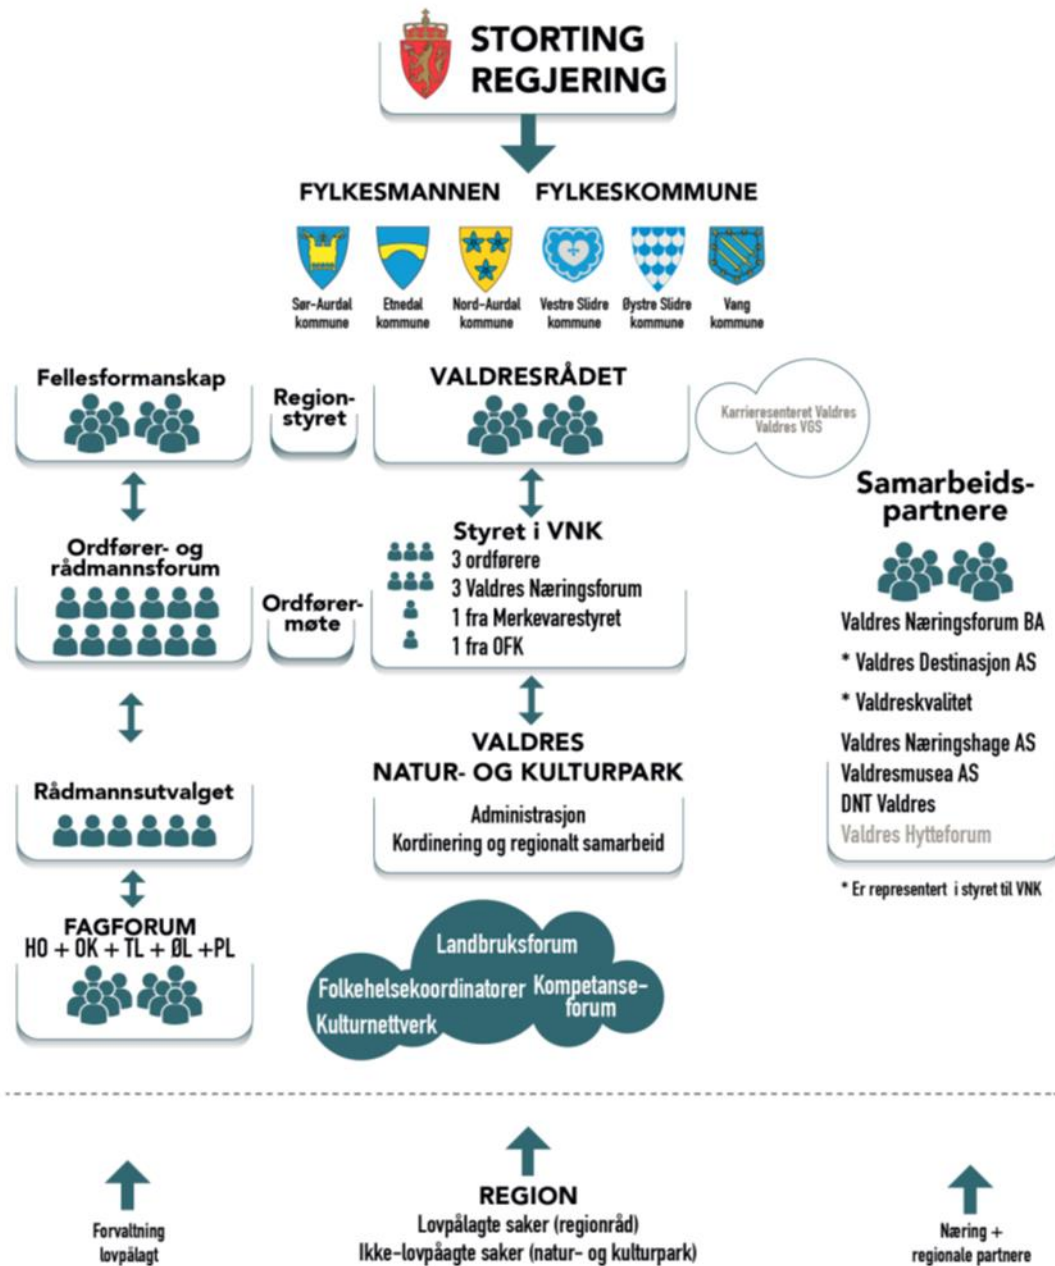 STORTING
REGJERING
FYLKESMANNEN
FYLKESKOMMUNE
Sør-Aurdal
kommune
Etnedal
kommune
Nord-Aurdal
kommune
Vestre Slidre
kommune
Øystre Slidre
kommune
Vang
kommune
Fellesformanskap
Region-
styret
VALDRESRÅDET
Karrieresenteret Valdres
Valdres VGS
Ordfører- og
rådmannsforum
Ordfører-
møte
Styret i VNK
3 ordførere
3 Valdres Næringsforum
1 fra Merkevarestyret
1 fra OFK
Samarbeids-
partnere
Valdres Næringsforum BA
* Valdres Destinasjon AS
* Valdreskvalitet
Valdres Næringshage AS
Valdresmusea AS
DNT Valdres
Valdres Hytteforum
* Er representert i styret til VNK
Rådmannsutvalget
VALDRES
NATUR- OG KULTURPARK
Administrasjon
Kordinering og regionalt samarbeid
FAGFORUM
HO + OK + TL + ØL +PL
Landbruksforum
Folkehelsekoordinatorer
Kompetanse-
forum
Kulturnettverk
Forvaltning
lovpålagt
REGION
Lovpålagte saker (regionråd)
Ikke-lovpåagte saker (natur- og kulturpark)
Næring +
regionale partnere